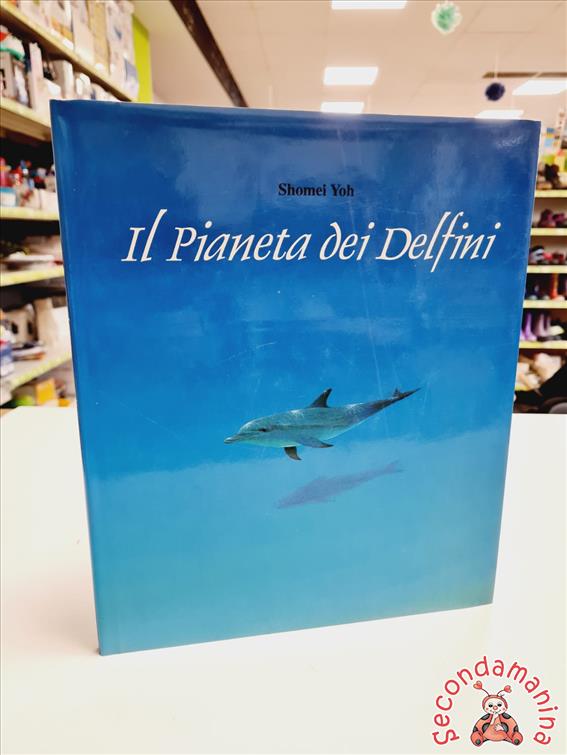 Shomei Yoh
Il Pianeta dei Delfini
Secondamanina